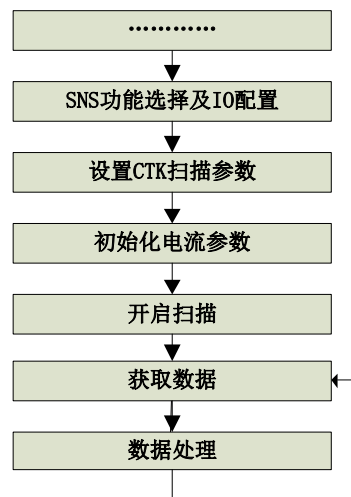 …………
SNS功能选择及IO配置
设置CTK扫描参数
初始化电流参数
开启扫描
获取数据
数据处理